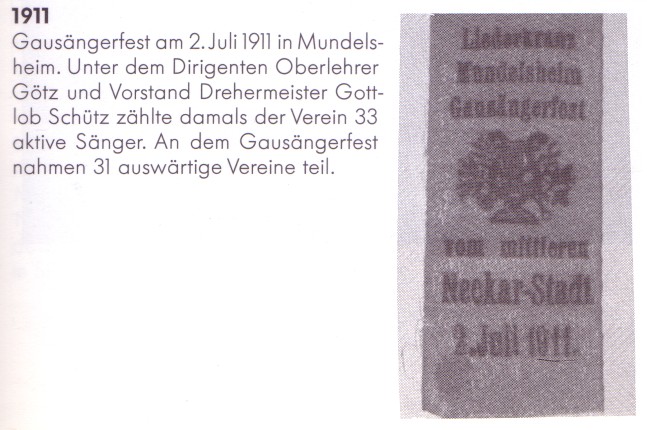 1911
Gausängerfest am 2. Juli 1911 in Mundels-
heim. Unter dem Dirigenten Oberlehrer
Götz und Vorstand Drehermeister Gott-
lob Schütz zählte damals der Verein 33
aktive Sänger. An dem Gausängerfest
nahmen 31 auswärtige Vereine teil.
Liederkranz
Mundelsheim
Gausängerfest
vom mittleren
Neckar-Stadt
2. Juli 1911.